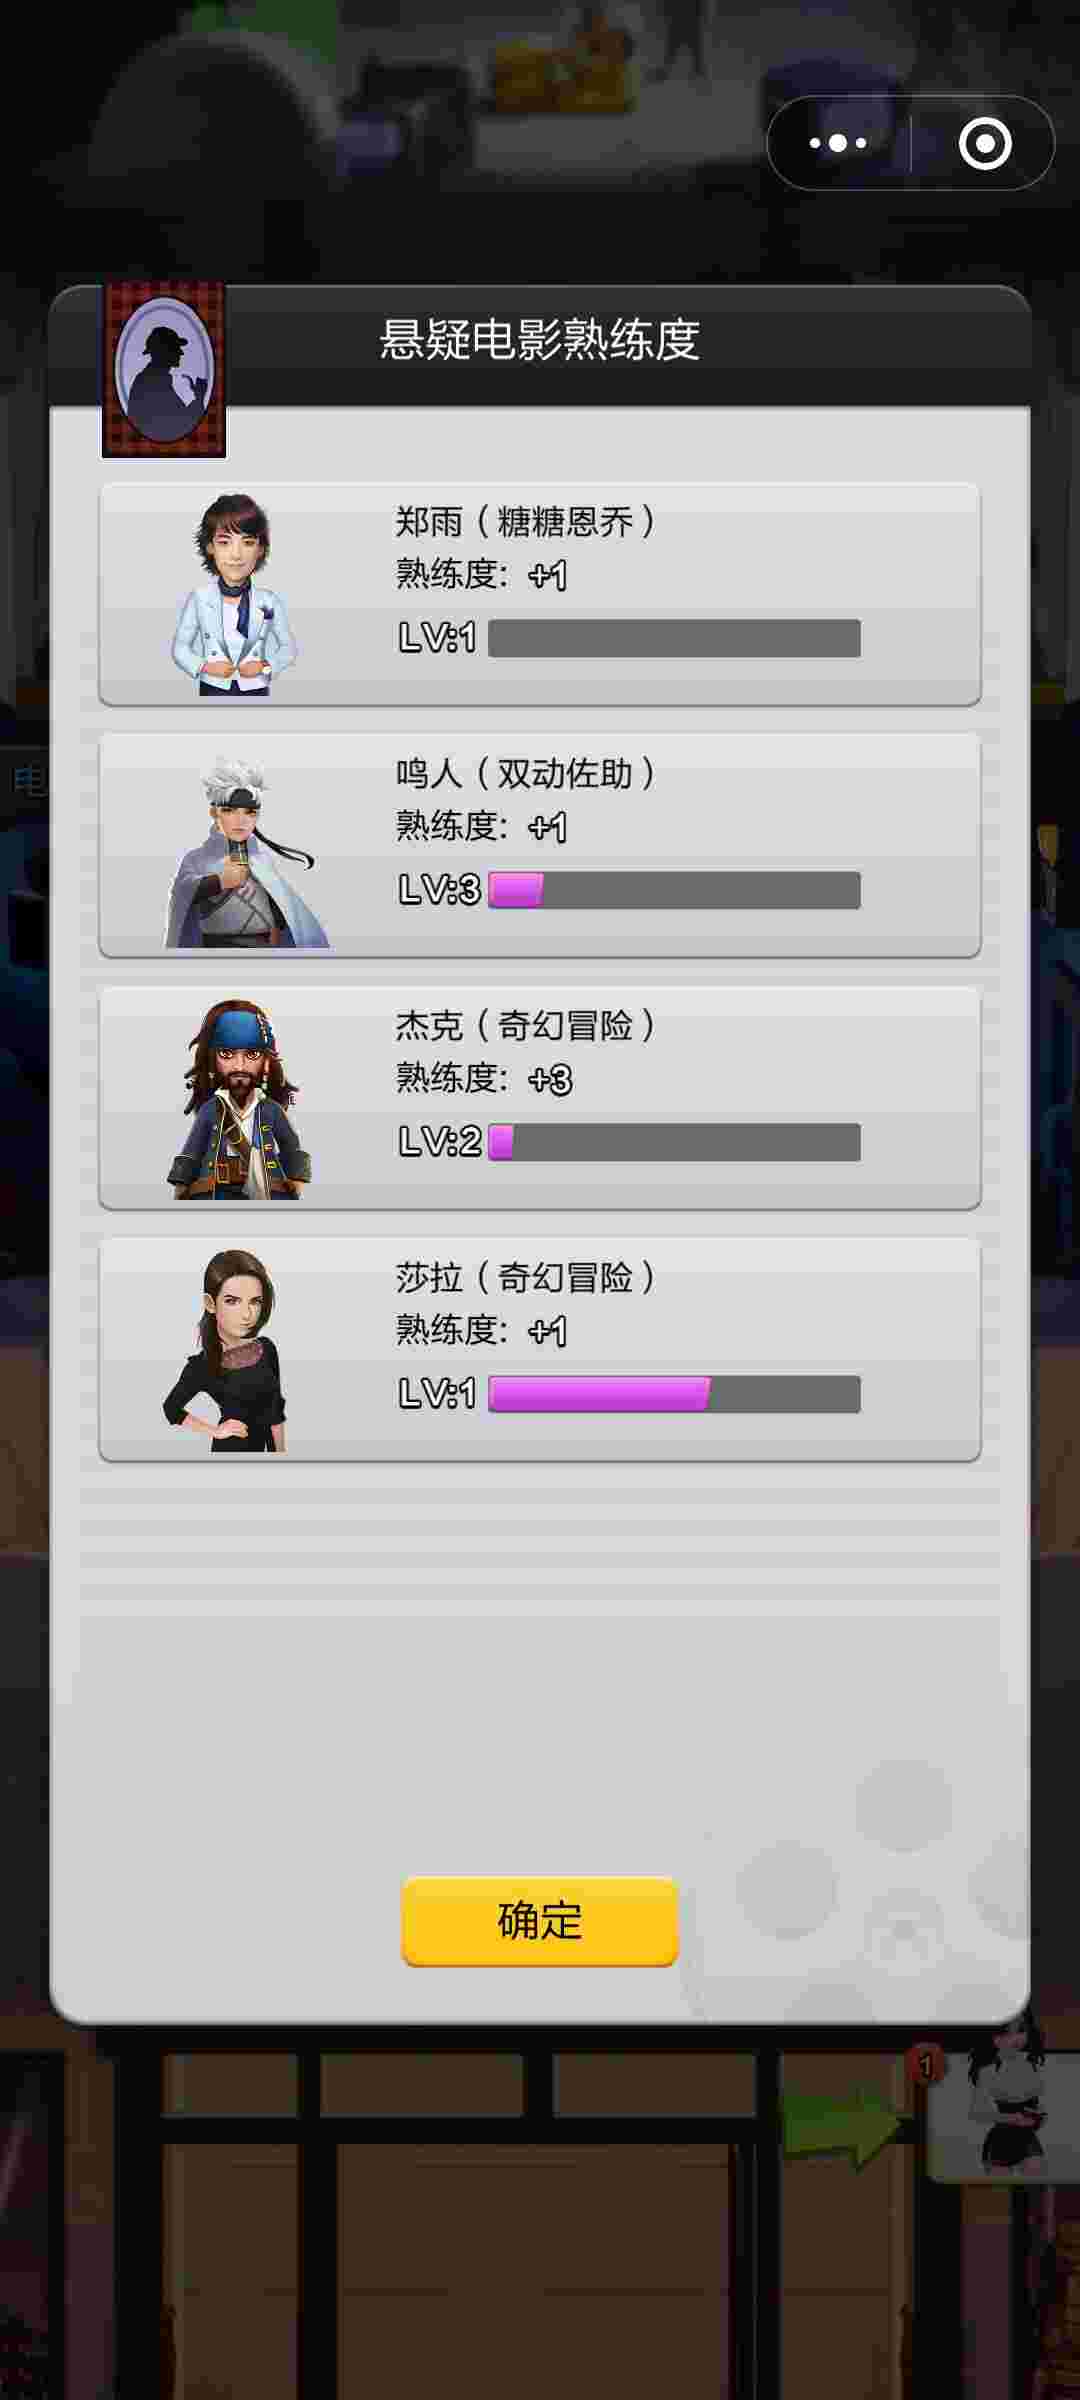 悬疑电影熟练度
郑雨（糖糖恩乔）
熟练度: +1
LV:1
鸣人（双动佐助）
熟练度: +1
LV:3
电
杰克（奇幻冒险）
熟练度: +3
LV:2
莎拉（奇幻冒险）
熟练度: +1
LV:1
确定
1